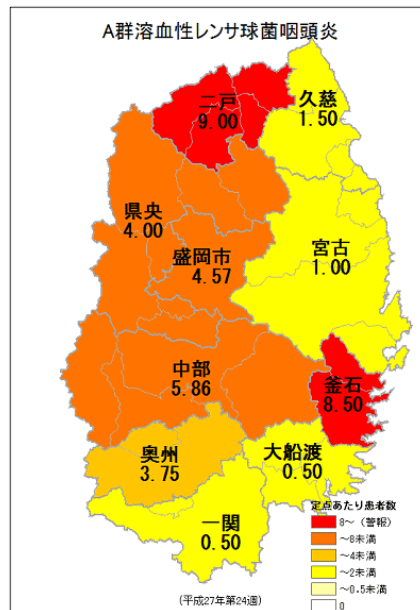 A群溶血性レンサ球菌咽頭炎
二戸
9.00
久慈
1.50
県央
4.00
盛岡市
4.57
宮古
1.00
中部
5.86
釜石
8.50
奥州
3.75
大船渡
0.50
一関
0.50
定点あたり患者数
8~ (警報)
~8未満
~4未満
~2未満
~0.5未満
0
(平成27年第24週)